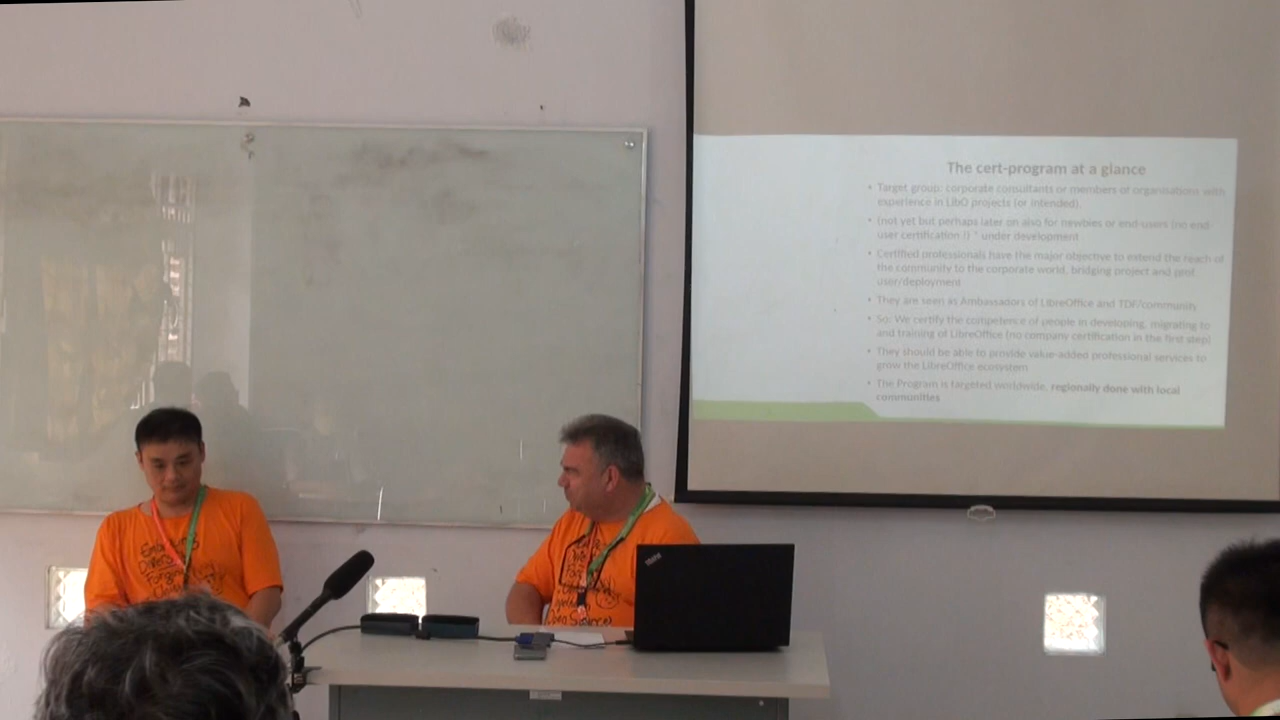 The cert-program at a glance
• Target group: corporate consultants or members of organisations with
experience in LibO projects (or intended).
• (not yet but perhaps later on also for newbies or end-users (no end-
user certification !) * under development
• Certified professionals have the major objective to extend the reach of
the community to the corporate world, bridging project and prof.
user/deployment
• They are seen as Ambassadors of LibreOffice and TDF/community
• So: We certify the competence of people in developing, migrating to
and training of LibreOffice (no company certification in the first step)
• They should be able to provide value-added professional services to
grow the LibreOffice ecosystem
• The Program is targeted worldwide, regionally done with local
communities